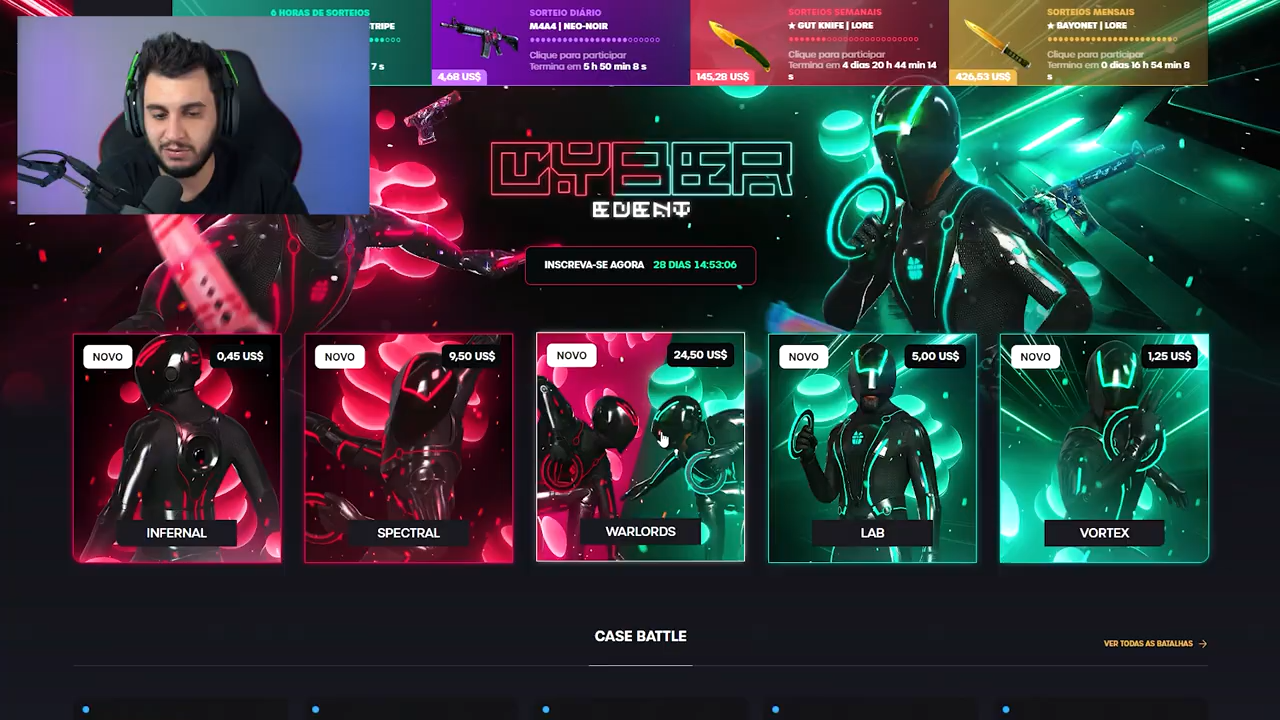 6 HORAS DE SORTEIOS
TRIPE
7 s
SORTEIO DIÁRIO
M4A4 | NEO-NOIR
Clique para participar
Termina em 5 h 50 min 8 s
4,68 US$
SORTEIOS SEMANAIS
★ GUT KNIFE | LORE
Clique para participar
Termina em 4 dias 20 h 44 min 14
s
145,28 US$
SORTEIOS MENSAIS
★ BAYONET | LORE
Clique para participar
Termina em 0 dias 16 h 54 min 8
s
426,53 US$
CYBER
EVENT
INSCREVA-SE AGORA 28 DIAS 14:53:06
NOVO 0,45 US$
INFERNAL
NOVO 9,50 US$
SPECTRAL
NOVO 24,50 US$
WARLORDS
NOVO 5,00 US$
LAB
NOVO 1,25 US$
VORTEX
CASE BATTLE
VER TODAS AS BATALHAS →